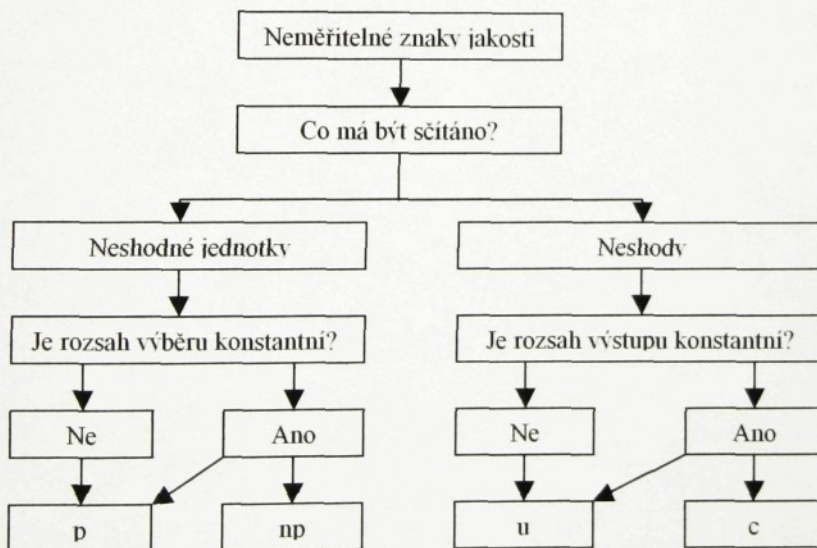 Neměřitelné znaky jakosti
Co má být sčítáno?
Neshodné jednotky
Neshody
Je rozsah výběru konstantní?
Je rozsah výstupu konstantní?
Ne
Ano
Ne
Ano
p
np
u
c